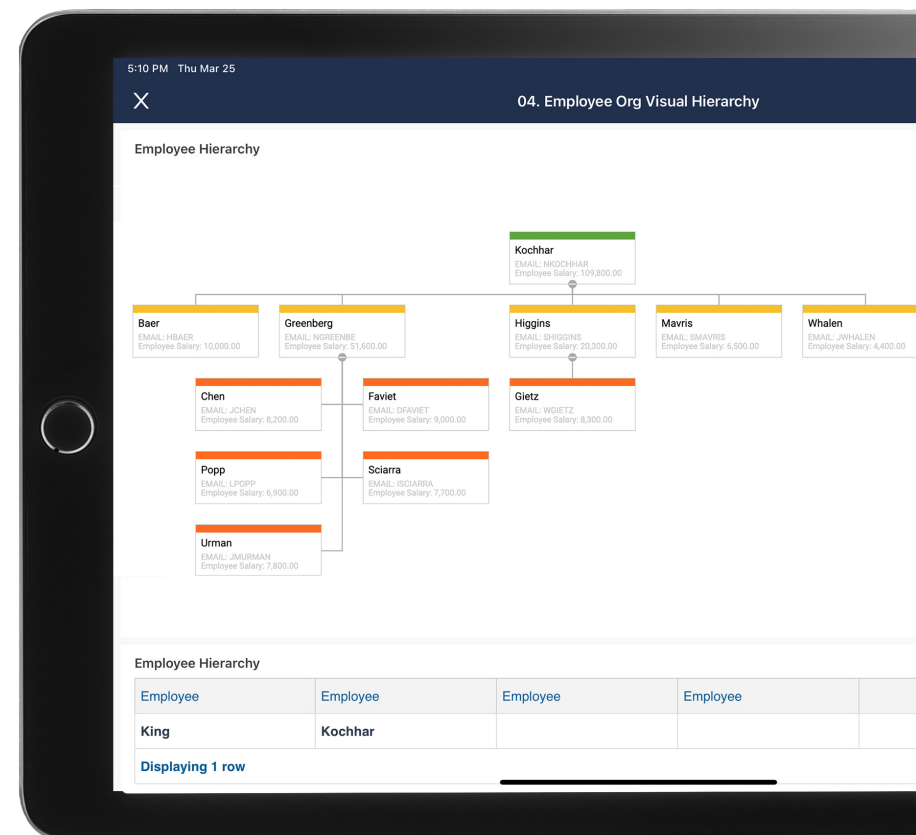 5:10 PM Thu Mar 25
X
04. Employee Org Visual Hierarchy
Employee Hierarchy
Kochhar
EMAIL: NKOCHHAR
Employee Salary: 109,800.00
Baer
EMAIL: HBAER
Employee Salary: 10,000.00
Greenberg
EMAIL: NGREENBE
Employee Salary: 51,600.00
Higgins
EMAIL: SHIGGINS
Employee Salary: 20,300.00
Mavris
EMAIL: SMAVRIS
Employee Salary: 6,500.00
Whalen
EMAIL: JWHALEN
Employee Salary: 4,400.00
Chen
EMAIL: JCHEN
Employee Salary: 8,200.00
Faviet
EMAIL: DFAVIET
Employee Salary: 9,000.00
Gietz
EMAIL: WGIETZ
Employee Salary: 8,300.00
Popp
EMAIL: LPOPP
Employee Salary: 6,900.00
Sciarra
EMAIL: ISCIARRA
Employee Salary: 7,700.00
Urman
EMAIL: JMURMAN
Employee Salary: 7,800.00
Employee Hierarchy
Employee Employee Employee Employee
King Kochhar
Displaying 1 row